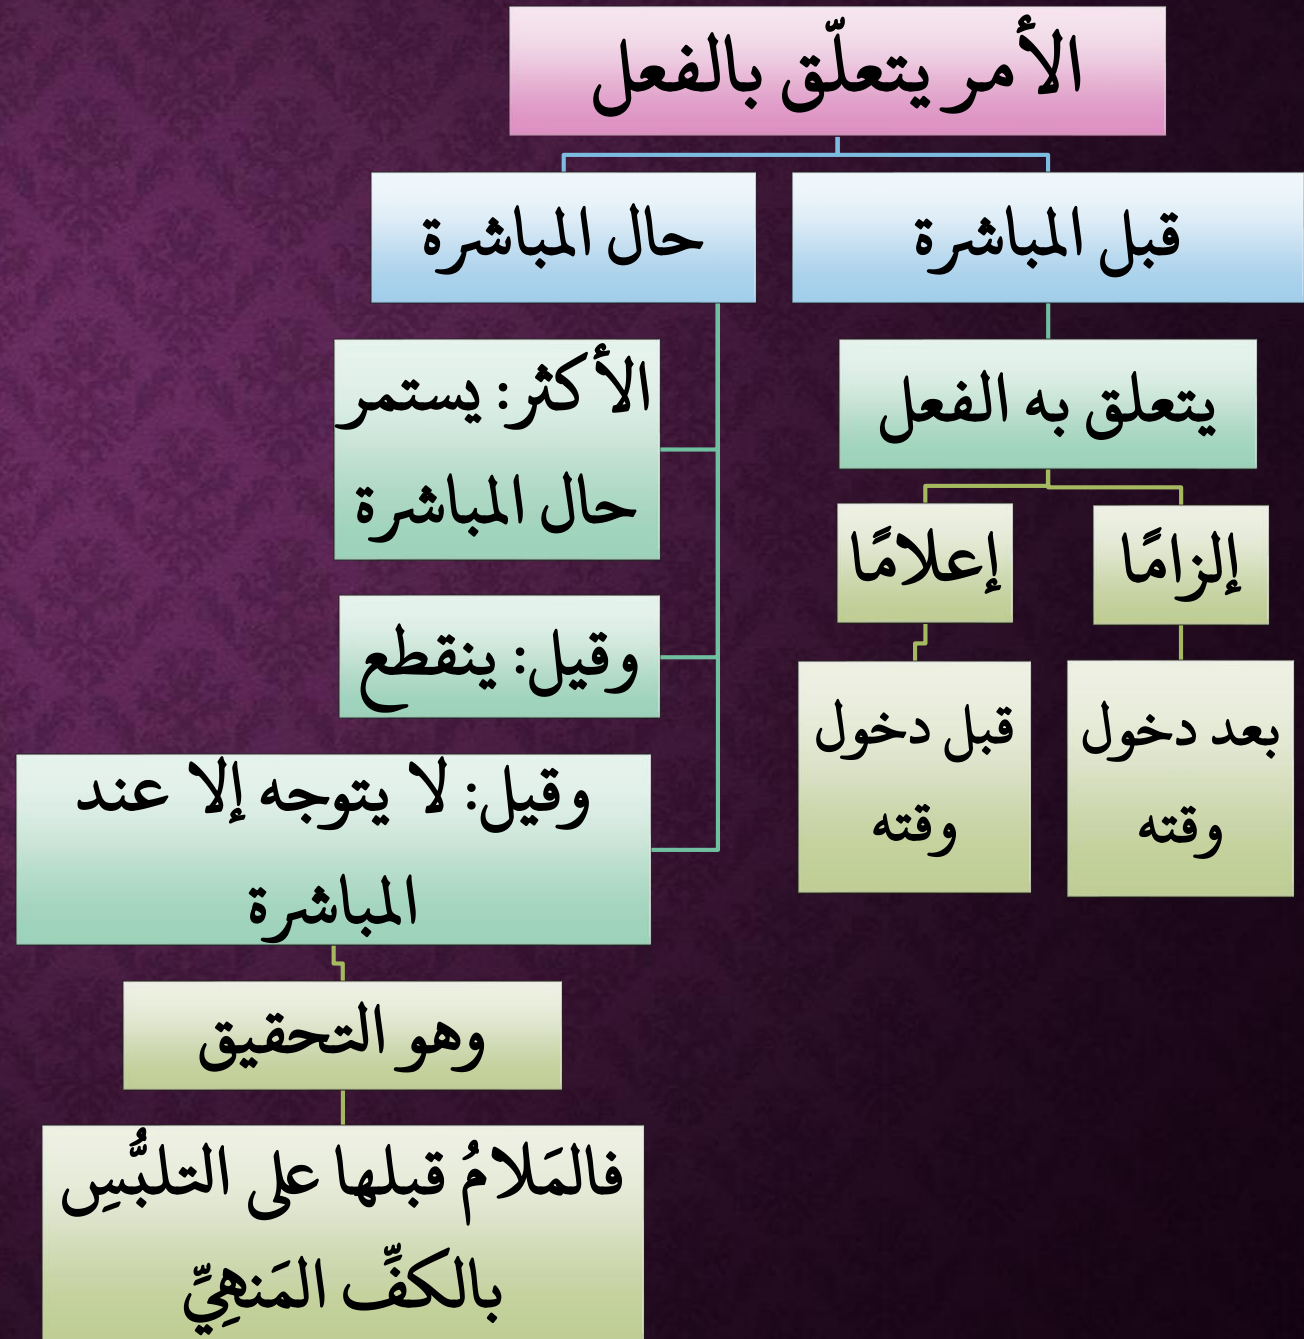 الأمر يتعلّق بالفعل
قبل المباشرة
حال المباشرة
يتعلق به الفعل
إلزامًا
إعلامًا
بعد دخول
وقته
قبل دخول
وقته
الأكثر: يستمر
حال المباشرة
وقيل: ينقطع
وقيل: لا يتوجه إلا عند
المباشرة
وهو التحقيق
فالمَلامُ قبلها على التلبُّسِ
بالكفِّ المَنهِيِّ